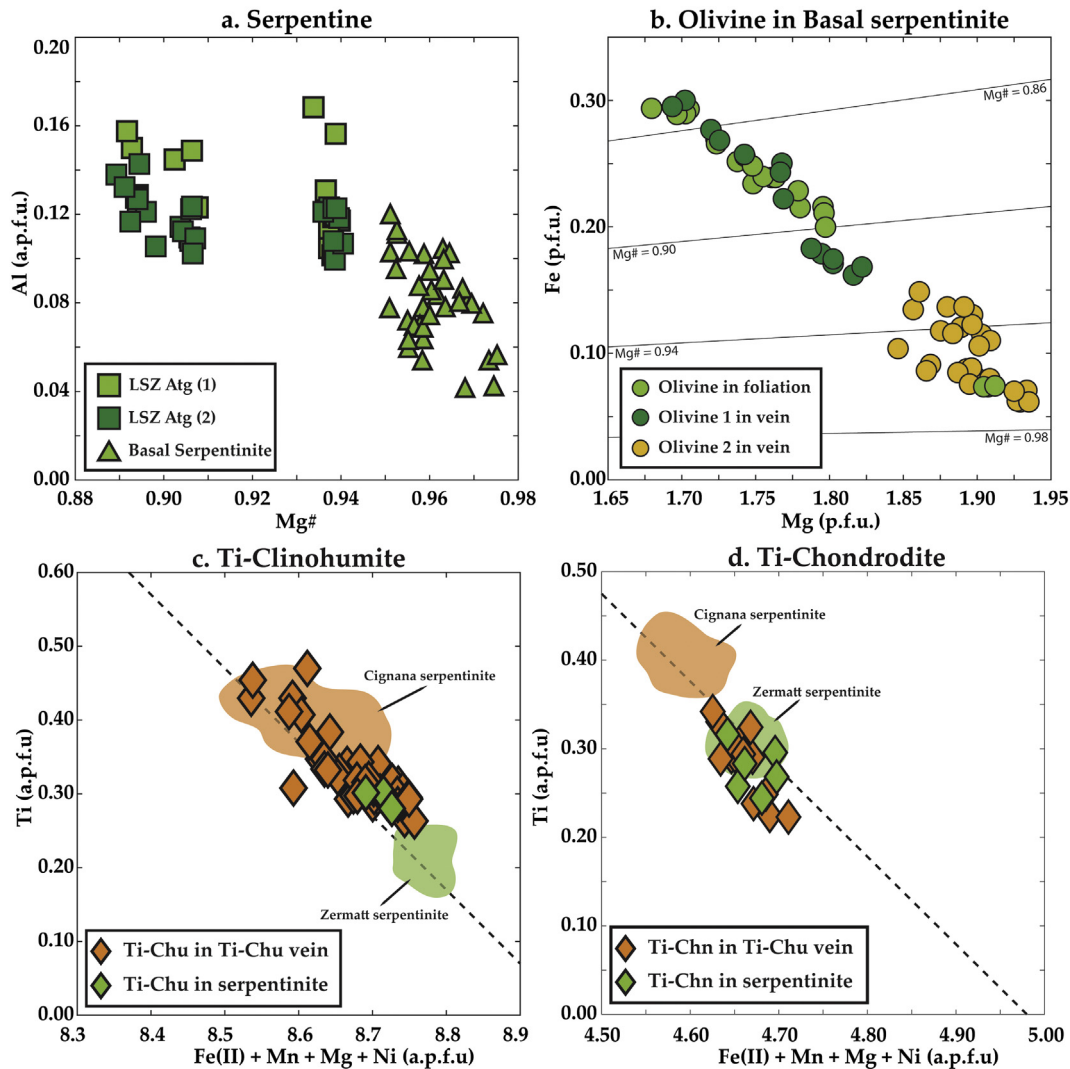 a. Serpentine
Al (a.p.f.u.)
0.16
0.12
0.08
0.04
0.00
0.88
0.90
0.92
0.94
0.96
0.98
Mg#
LSZ Atg (1)
LSZ Atg (2)
Basal Serpentinite
b. Olivine in Basal serpentinite
Fe (p.f.u.)
0.30
0.20
0.10
0.00
1.65
1.70
1.75
1.80
1.85
1.90
1.95
Mg (p.f.u.)
Mg# = 0.86
Mg# = 0.90
Mg# = 0.94
Mg# = 0.98
Olivine in foliation
Olivine 1 in vein
Olivine 2 in vein
c. Ti-Clinohumite
Ti (a.p.f.u)
0.60
0.50
0.40
0.30
0.20
0.10
0.00
8.3
8.4
8.5
8.6
8.7
8.8
8.9
Fe(II) + Mn + Mg + Ni (a.p.f.u)
Cignana serpentinite
Zermatt serpentinite
Ti-Chu in Ti-Chu vein
Ti-Chu in serpentinite
d. Ti-Chondrodite
Ti (a.p.f.u)
0.50
0.40
0.30
0.20
0.10
0.00
4.50
4.60
4.70
4.80
4.90
5.00
Fe(II) + Mn + Mg + Ni (a.p.f.u)
Cignana serpentinite
Zermatt serpentinite
Ti-Chn in Ti-Chu vein
Ti-Chn in serpentinite